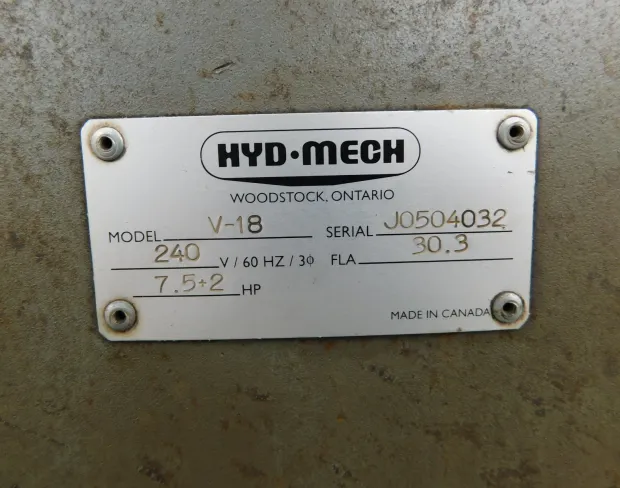 HYD·MECH
WOODSTOCK, ONTARIO
MODEL V-18 SERIAL J0504032
240 V / 60 HZ / 3ϕ FLA 30.3
7.5+2 HP
MADE IN CANADA